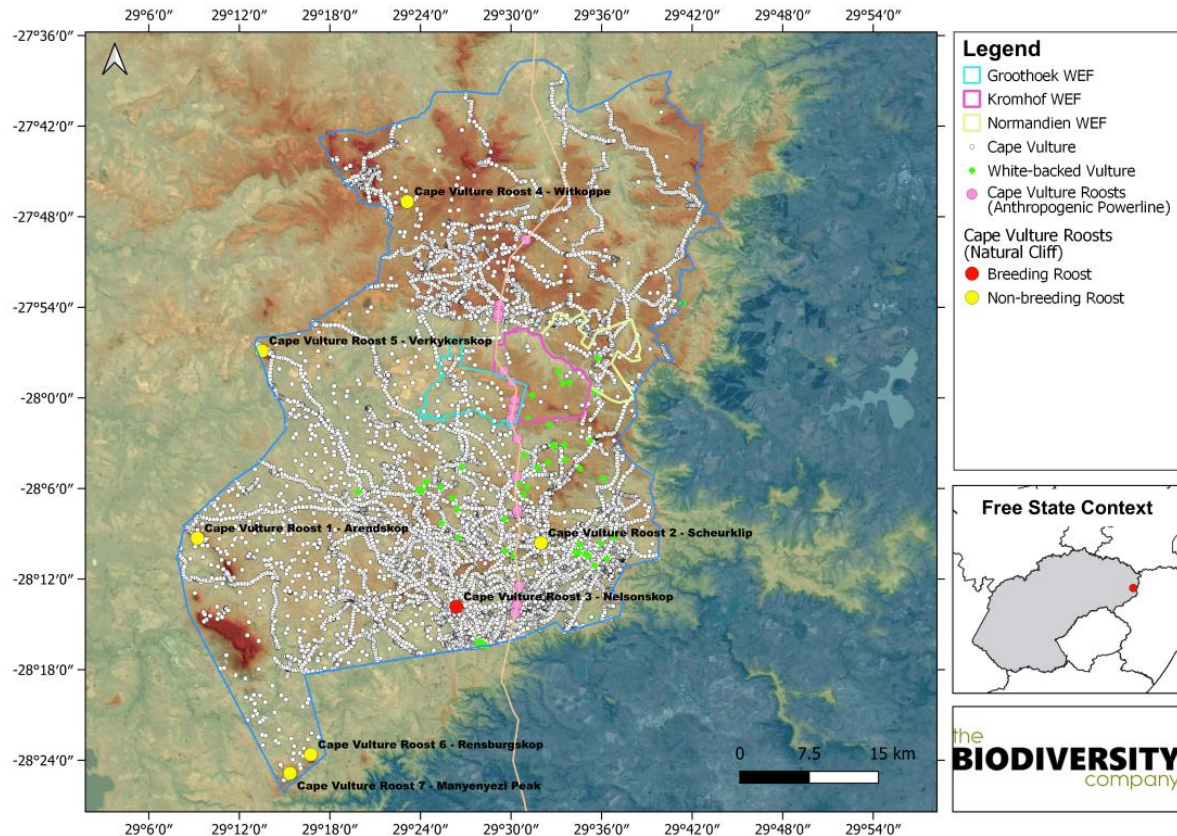 29°6′0″ 29°12′0″ 29°18′0″ 29°24′0″ 29°30′0″ 29°36′0″ 29°42′0″ 29°48′0″ 29°54′0″
-27°36′0″
-27°42′0″
-27°48′0″
-27°54′0″
-28°0′0″
-28°6′0″
-28°12′0″
-28°18′0″
-28°24′0″
Cape Vulture Roost 4 - Witkoppe
Cape Vulture Roost 5 - Verkykerskop
Cape Vulture Roost 1 - Arendskop
Cape Vulture Roost 2 - Scheurklip
Cape Vulture Roost 3 - Nelsonskop
Cape Vulture Roost 6 - Rensburgskop
Cape Vulture Roost 7 - Manyenyezi Peak
0 7.5 15 km
29°6′0″ 29°12′0″ 29°18′0″ 29°24′0″ 29°30′0″ 29°36′0″ 29°42′0″ 29°48′0″ 29°54′0″
Legend
Groothoek WEF
Kromhof WEF
Normandien WEF
Cape Vulture
White-backed Vulture
Cape Vulture Roosts
(Anthropogenic Powerline)
Cape Vulture Roosts
(Natural Cliff)
Breeding Roost
Non-breeding Roost
Free State Context
the
BIODIVERSITY
company